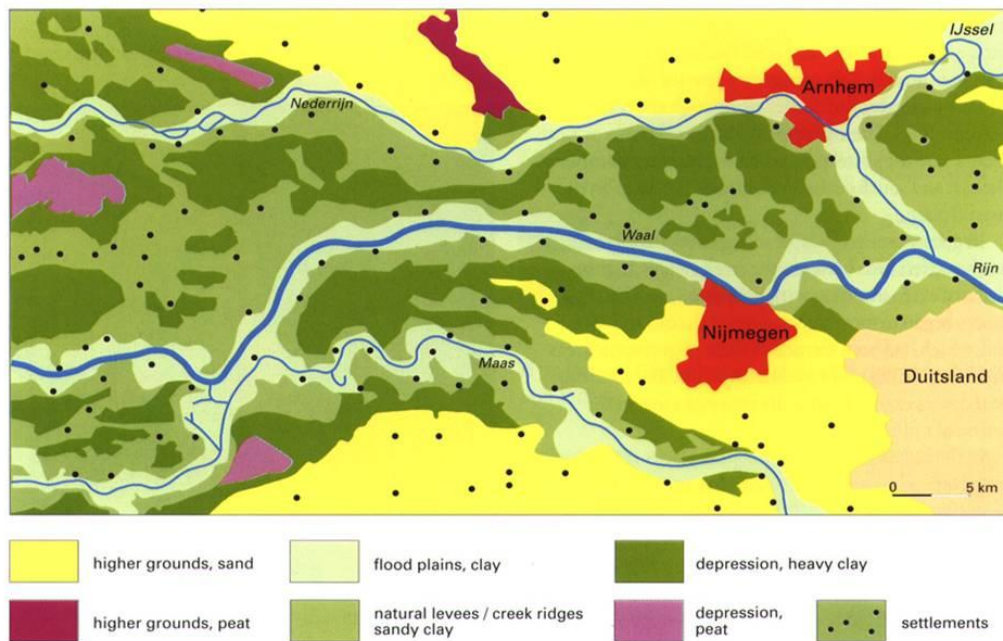 IJssel
Arnhem
Nederrijn
Waal
Rijn
Nijmegen
Maas
Duitsland
0 5 km
higher grounds, sand
flood plains, clay
depression, heavy clay
higher grounds, peat
natural levees / creek ridges
sandy clay
depression,
peat
settlements